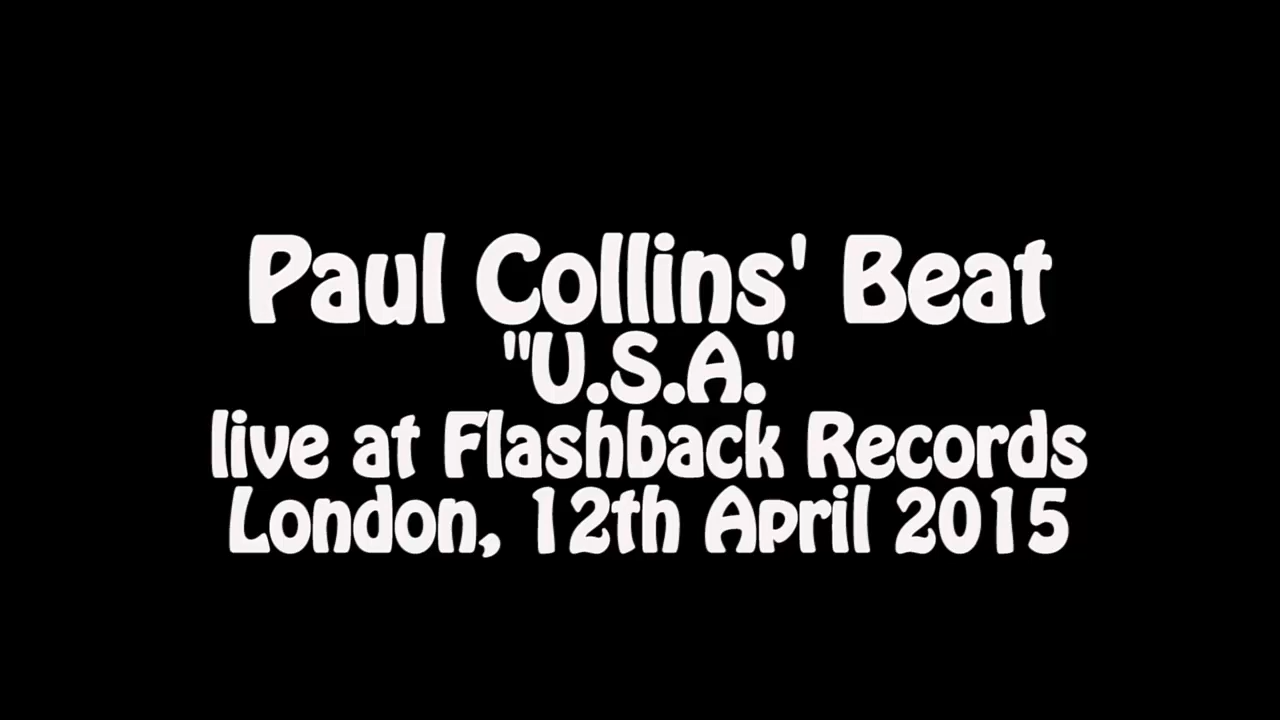 Paul Collins' Beat
"U.S.A."
live at Flashback Records
London, 12th April 2015